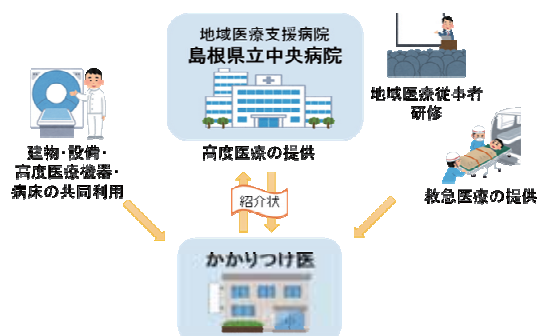 地域医療支援病院
島根県立中央病院
高度医療の提供
地域医療従事者
研修
建物・設備・
高度医療機器・
病床の共同利用
救急医療の提供
紹介状
かかりつけ医